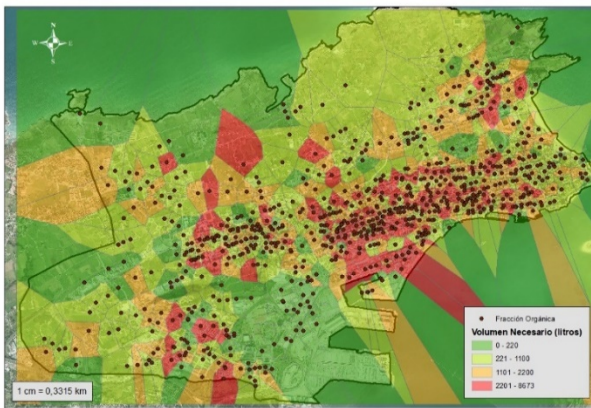 N
W E
S
Fracción Orgánica
Volumen Necesario (litros)
0 - 220
221 - 1100
1101 - 2200
2201 - 8673
1 cm = 0,3315 km